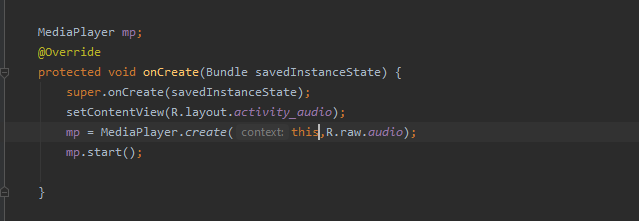 MediaPlayer mp;
@Override
protected void onCreate(Bundle savedInstanceState) {
super.onCreate(savedInstanceState);
setContentView(R.layout.activity_audio);
mp = MediaPlayer.create( context: this,R.raw.audio);
mp.start();
}